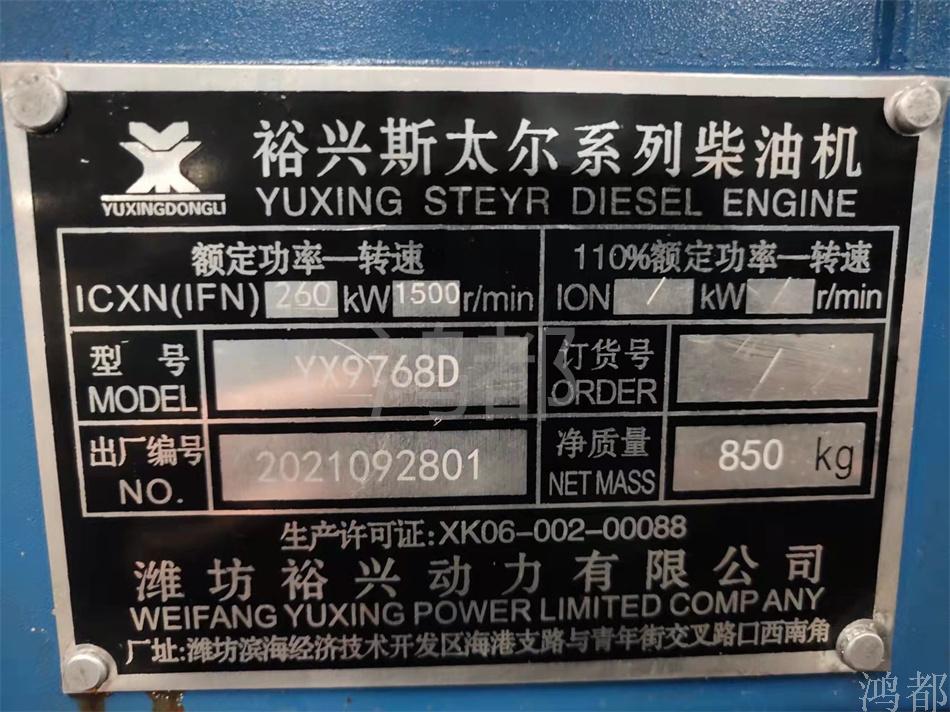 裕兴斯太尔系列柴油机
YUXINGDONGLI
YUXING STEYR DIESEL ENGINE
额定功率—转速
ICXN(IFN) 260 kW 1500 r/min
110%额定功率—转速
ION / kW / r/min
型号 YX9768D
MODEL
订货号 /
ORDER
出厂编号 2021092801
NO.
净质量 850 kg
NET MASS
生产许可证:XK06-002-00088
潍坊裕兴动力有限公司
WEIFANG YUXING POWER LIMITED COMPANY
厂址:潍坊滨海经济技术开发区海港支路与青年街交叉路口西南角
鸿都
鸿都